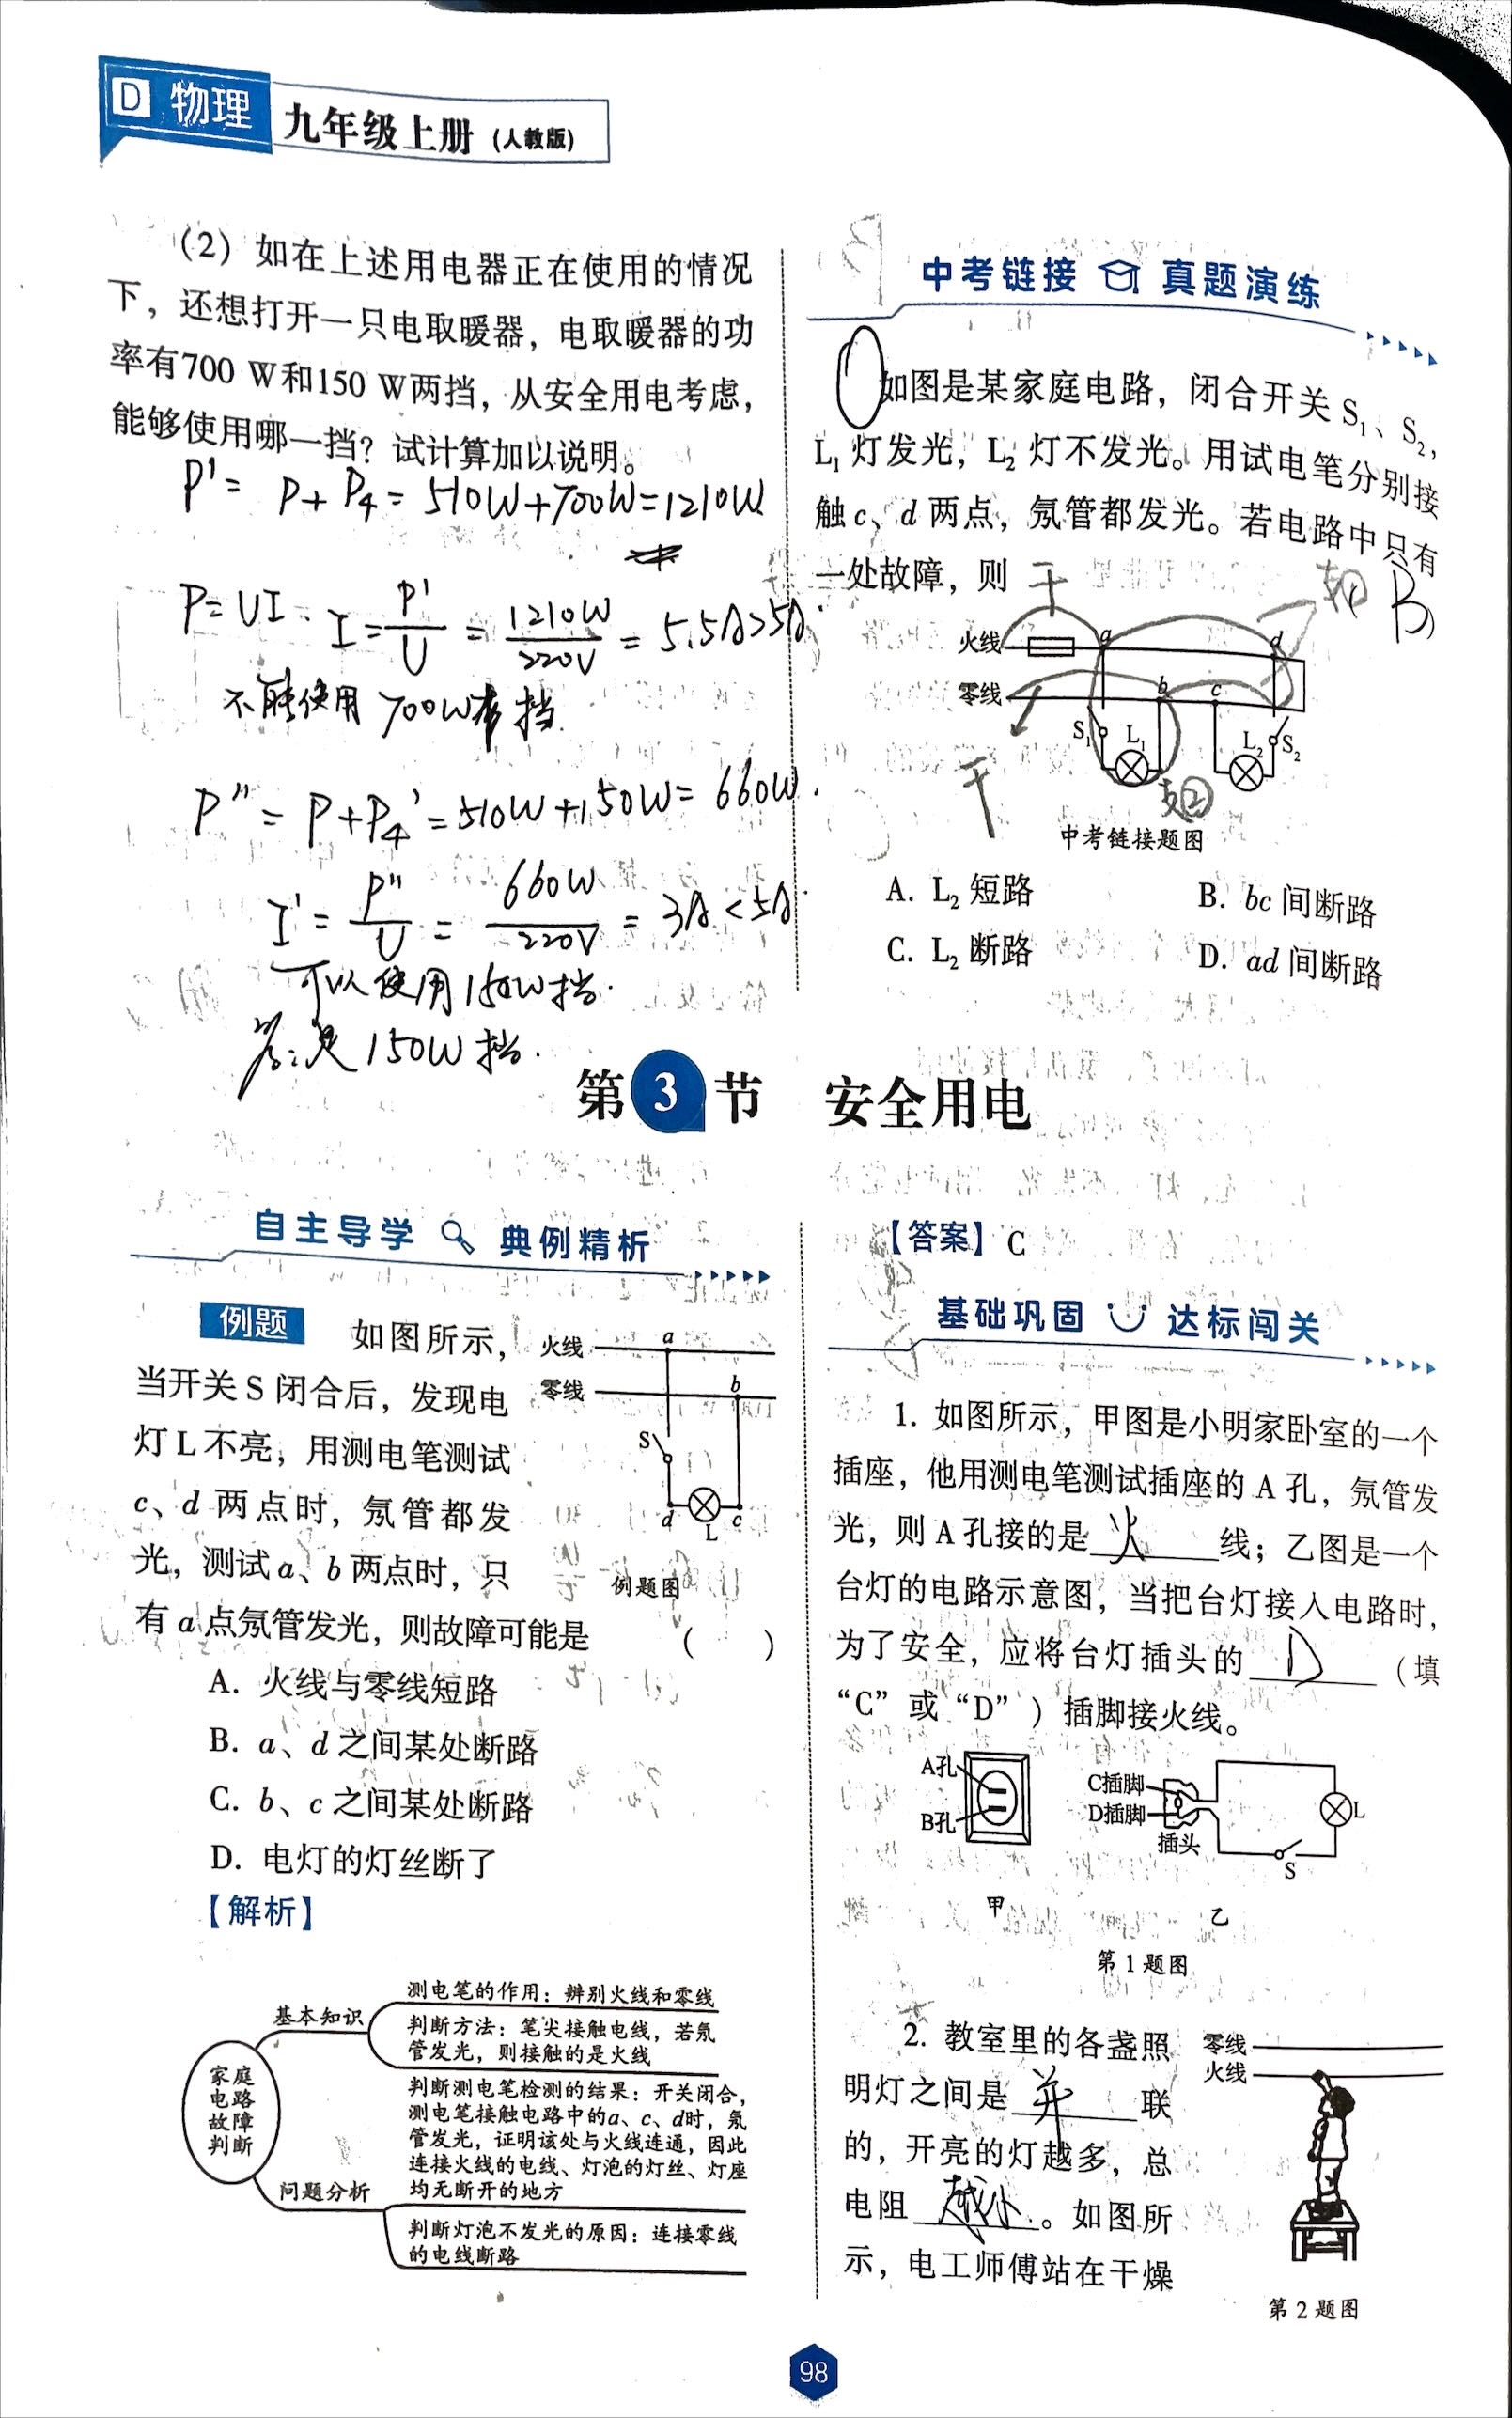 D 物理 九年级上册（人教版）
（2）如在上述用电器正在使用的情况
下，还想打开一只电取暖器，电取暖器的功
率有700 W和150 W两挡，从安全用电考虑，
能够使用哪一挡？试计算加以说明。
P' = P+P₄ = 510W+700W=1210W
P=UI. I=P'/U = 1210W/220V = 5.5A>5A.
不能使用700W挡.
P'' = P+P₄' = 510W+150W= 660W.
I' = P''/U = 660W/220V = 3A<5A.
可以使用150W挡.
答:是150W挡.
中考链接 真题演练
如图是某家庭电路，闭合开关 S₁、S₂，
L₁ 灯发光，L₂ 灯不发光。用试电笔分别接
触 c、d 两点，氖管都发光。若电路中只有
一处故障，则 （B）
干
火线 a d
零线 b c
S₁ L₁ L₂ S₂
干
中考链接题图
A. L₂ 短路 B. bc 间断路
C. L₂ 断路 D. ad 间断路
第3节 安全用电
自主导学 典例精析
例题 如图所示，
当开关 S 闭合后，发现电
灯 L 不亮，用测电笔测试
c、d 两点时，氖管都发
光，测试 a、b 两点时，只
有 a 点氖管发光，则故障可能是 （ ）
火线 a
零线 b
S
d L c
例题图
A. 火线与零线短路
B. a、d 之间某处断路
C. b、c 之间某处断路
D. 电灯的灯丝断了
【解析】
家庭
电路
故障
判断
基本知识
测电笔的作用：辨别火线和零线
判断方法：笔尖接触电线，若氖
管发光，则接触的是火线
问题分析
判断测电笔检测的结果：开关闭合，
测电笔接触电路中的a、c、d时，氖
管发光，证明该处与火线连通，因此
连接火线的电线、灯泡的灯丝、灯座
均无断开的地方
判断灯泡不发光的原因：连接零线
的电线断路
【答案】C
基础巩固 达标闯关
1. 如图所示，甲图是小明家卧室的一个
插座，他用测电笔测试插座的 A 孔，氖管发
光，则 A 孔接的是 火 线；乙图是一个
台灯的电路示意图，当把台灯接入电路时，
为了安全，应将台灯插头的 D （填
“C”或“D”）插脚接火线。
A孔
B孔
甲
C插脚
D插脚
插头
L
S
乙
第 1 题图
2. 教室里的各盏照
明灯之间是 并 联
的，开亮的灯越多，总
电阻 越小 。如图所
示，电工师傅站在干燥
零线
火线
第 2 题图
98